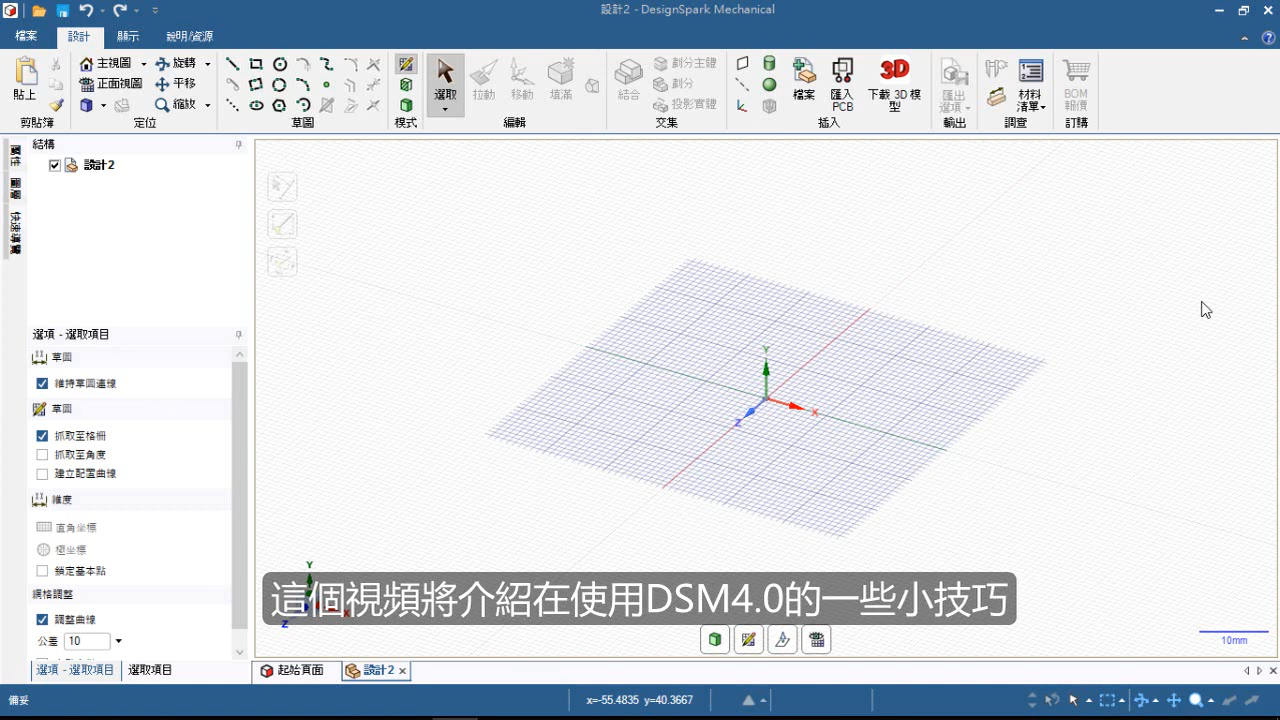 設計2 - DesignSpark Mechanical
檔案 設計 顯示 說明/資源
貼上
剪貼簿
主視圖 旋轉
正面視圖 平移
縮放
定位
草圖
模式
選取 拉動 移動 填滿
編輯
結合
劃分主體
劃分
投影實體
交集
檔案 匯入 PCB 下載 3D 模型
插入
匯出選項
輸出
材料清單
調查
BOM 報價
訂購
結構
設計2
屬性
圖層
快速導覽
選項 - 選取項目
草圖
維持草圖連線
草圖
抓取至格柵
抓取至角度
建立配置曲線
維度
直角坐標
極坐標
鎖定基本點
網格調整
調整曲線
公差 10
Y
X
Z
Y
Z
這個視頻將介紹在使用DSM4.0的一些小技巧
10mm
選項 - 選取項目 選取項目 起始頁面 設計2
備妥 x=-55.4835 y=40.3667